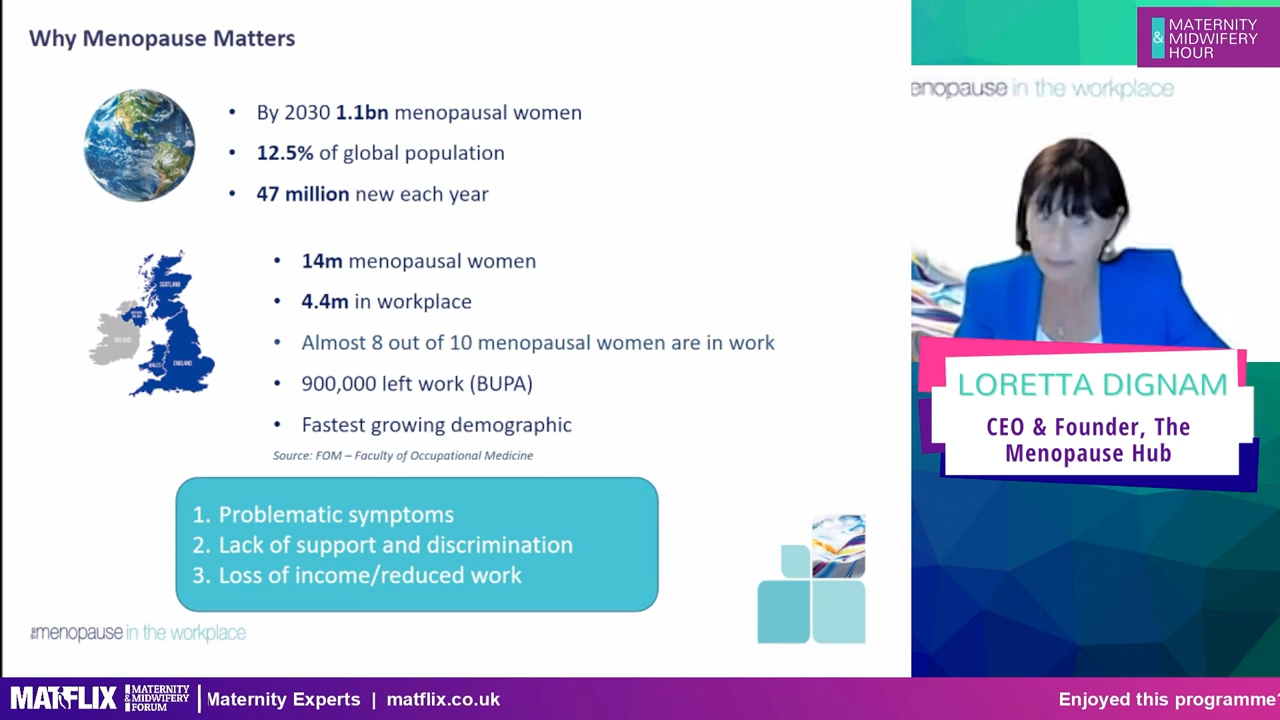 Why Menopause Matters
• By 2030 1.1bn menopausal women
• 12.5% of global population
• 47 million new each year
SCOTLAND
IRELAND
WALES
ENGLAND
• 14m menopausal women
• 4.4m in workplace
• Almost 8 out of 10 menopausal women are in work
• 900,000 left work (BUPA)
• Fastest growing demographic
Source: FOM – Faculty of Occupational Medicine
1. Problematic symptoms
2. Lack of support and discrimination
3. Loss of income/reduced work
the menopause in the workplace
MATERNITY
& MIDWIFERY
HOUR
enopause in the workplace
LORETTA DIGNAM
CEO & Founder, The
Menopause Hub
MATFLIX
MATERNITY
& MIDWIFERY
FORUM
Maternity Experts | matflix.co.uk
Enjoyed this programme?